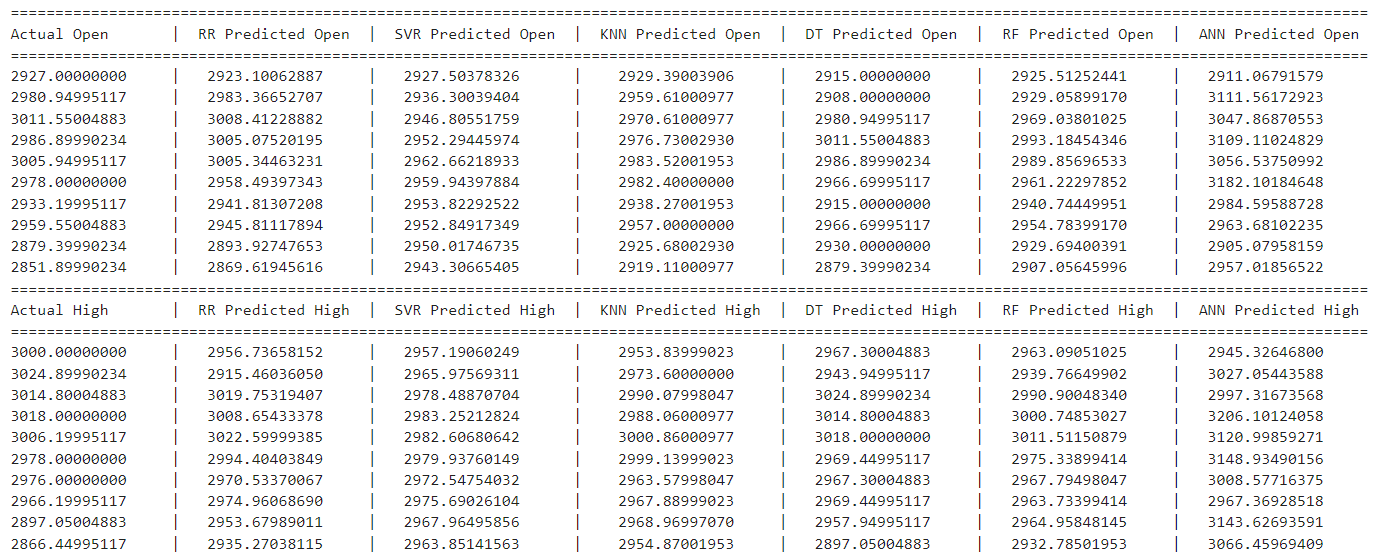 Actual Open | RR Predicted Open | SVR Predicted Open | KNN Predicted Open | DT Predicted Open | RF Predicted Open | ANN Predicted Open
2927.00000000 | 2923.10062887 | 2927.50378326 | 2929.39003906 | 2915.00000000 | 2925.51252441 | 2911.06791579
2980.94995117 | 2983.36652707 | 2936.30039404 | 2959.61000977 | 2908.00000000 | 2929.05899170 | 3111.56172923
3011.55004883 | 3008.41228882 | 2946.80551759 | 2970.61000977 | 2980.94995117 | 2969.03801025 | 3047.86870553
2986.89990234 | 3005.07520195 | 2952.29445974 | 2976.73002930 | 3011.55004883 | 2993.18454346 | 3109.11024829
3005.94995117 | 3005.34463231 | 2962.66218933 | 2983.52001953 | 2986.89990234 | 2989.85696533 | 3056.53750992
2978.00000000 | 2958.49397343 | 2959.94397884 | 2982.40000000 | 2966.69995117 | 2961.22297852 | 3182.10184648
2933.19995117 | 2941.81307208 | 2953.82292522 | 2938.27001953 | 2915.00000000 | 2940.74449951 | 2984.59588728
2959.55004883 | 2945.81117894 | 2952.84917349 | 2957.00000000 | 2966.69995117 | 2954.78399170 | 2963.68102235
2879.39990234 | 2893.92747653 | 2950.01746735 | 2925.68002930 | 2930.00000000 | 2929.69400391 | 2905.07958159
2851.89990234 | 2869.61945616 | 2943.30665405 | 2919.11000977 | 2879.39990234 | 2907.05645996 | 2957.01856522
Actual High | RR Predicted High | SVR Predicted High | KNN Predicted High | DT Predicted High | RF Predicted High | ANN Predicted High
3000.00000000 | 2956.73658152 | 2957.19060249 | 2953.83999023 | 2967.30004883 | 2963.09051025 | 2945.32646800
3024.89990234 | 2915.46036050 | 2965.97569311 | 2973.60000000 | 2943.94995117 | 2939.76649902 | 3027.05443588
3014.80004883 | 3019.75319407 | 2978.48870704 | 2990.07998047 | 3024.89990234 | 2990.90048340 | 2997.31673568
3018.00000000 | 3008.65433378 | 2983.25212824 | 2988.06000977 | 3014.80004883 | 3000.74853027 | 3206.10124058
3006.19995117 | 3022.59999385 | 2982.60680642 | 3000.86000977 | 3018.00000000 | 3011.51150879 | 3120.99859271
2978.00000000 | 2994.40403849 | 2979.93760149 | 2999.13999023 | 2969.44995117 | 2975.33899414 | 3148.93490156
2976.00000000 | 2970.53370067 | 2972.54754032 | 2963.57998047 | 2967.30004883 | 2967.79498047 | 3008.57716375
2966.19995117 | 2974.96068690 | 2975.69026104 | 2967.88999023 | 2969.44995117 | 2963.73399414 | 2967.36928518
2897.05004883 | 2953.67989011 | 2967.96495856 | 2968.96997070 | 2957.94995117 | 2964.95848145 | 3143.62693591
2866.44995117 | 2935.27038115 | 2963.85141563 | 2954.87001953 | 2897.05004883 | 2932.78501953 | 3066.45969409